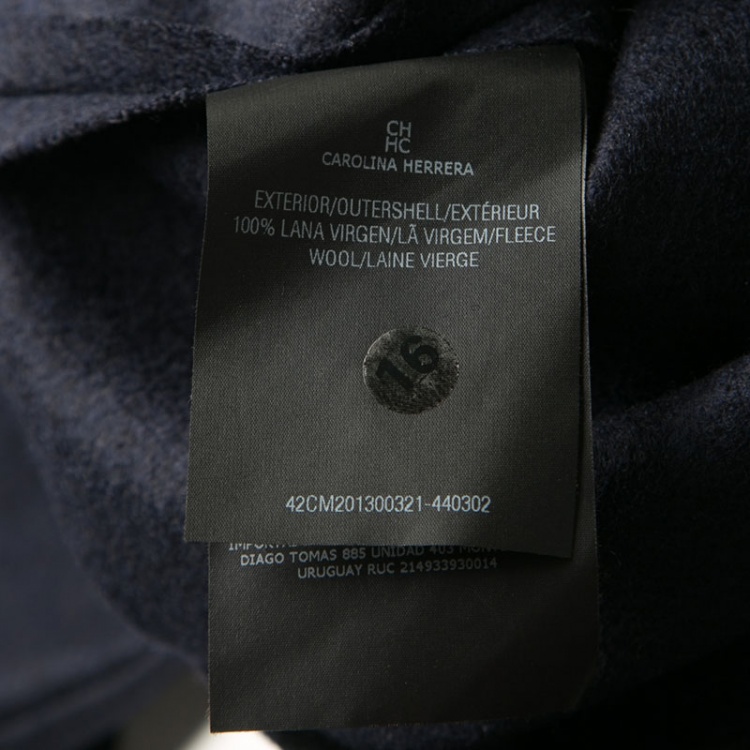 CH
HC
CAROLINA HERRERA
EXTERIOR/OUTERSHELL/EXTÉRIEUR
100% LANA VIRGEN/LÃ VIRGEM/FLEECE
WOOL/LAINE VIERGE
16
42CM201300321-440302
DIAGO TOMAS 885 UNIDAD 403
URUGUAY RUC 214933930014